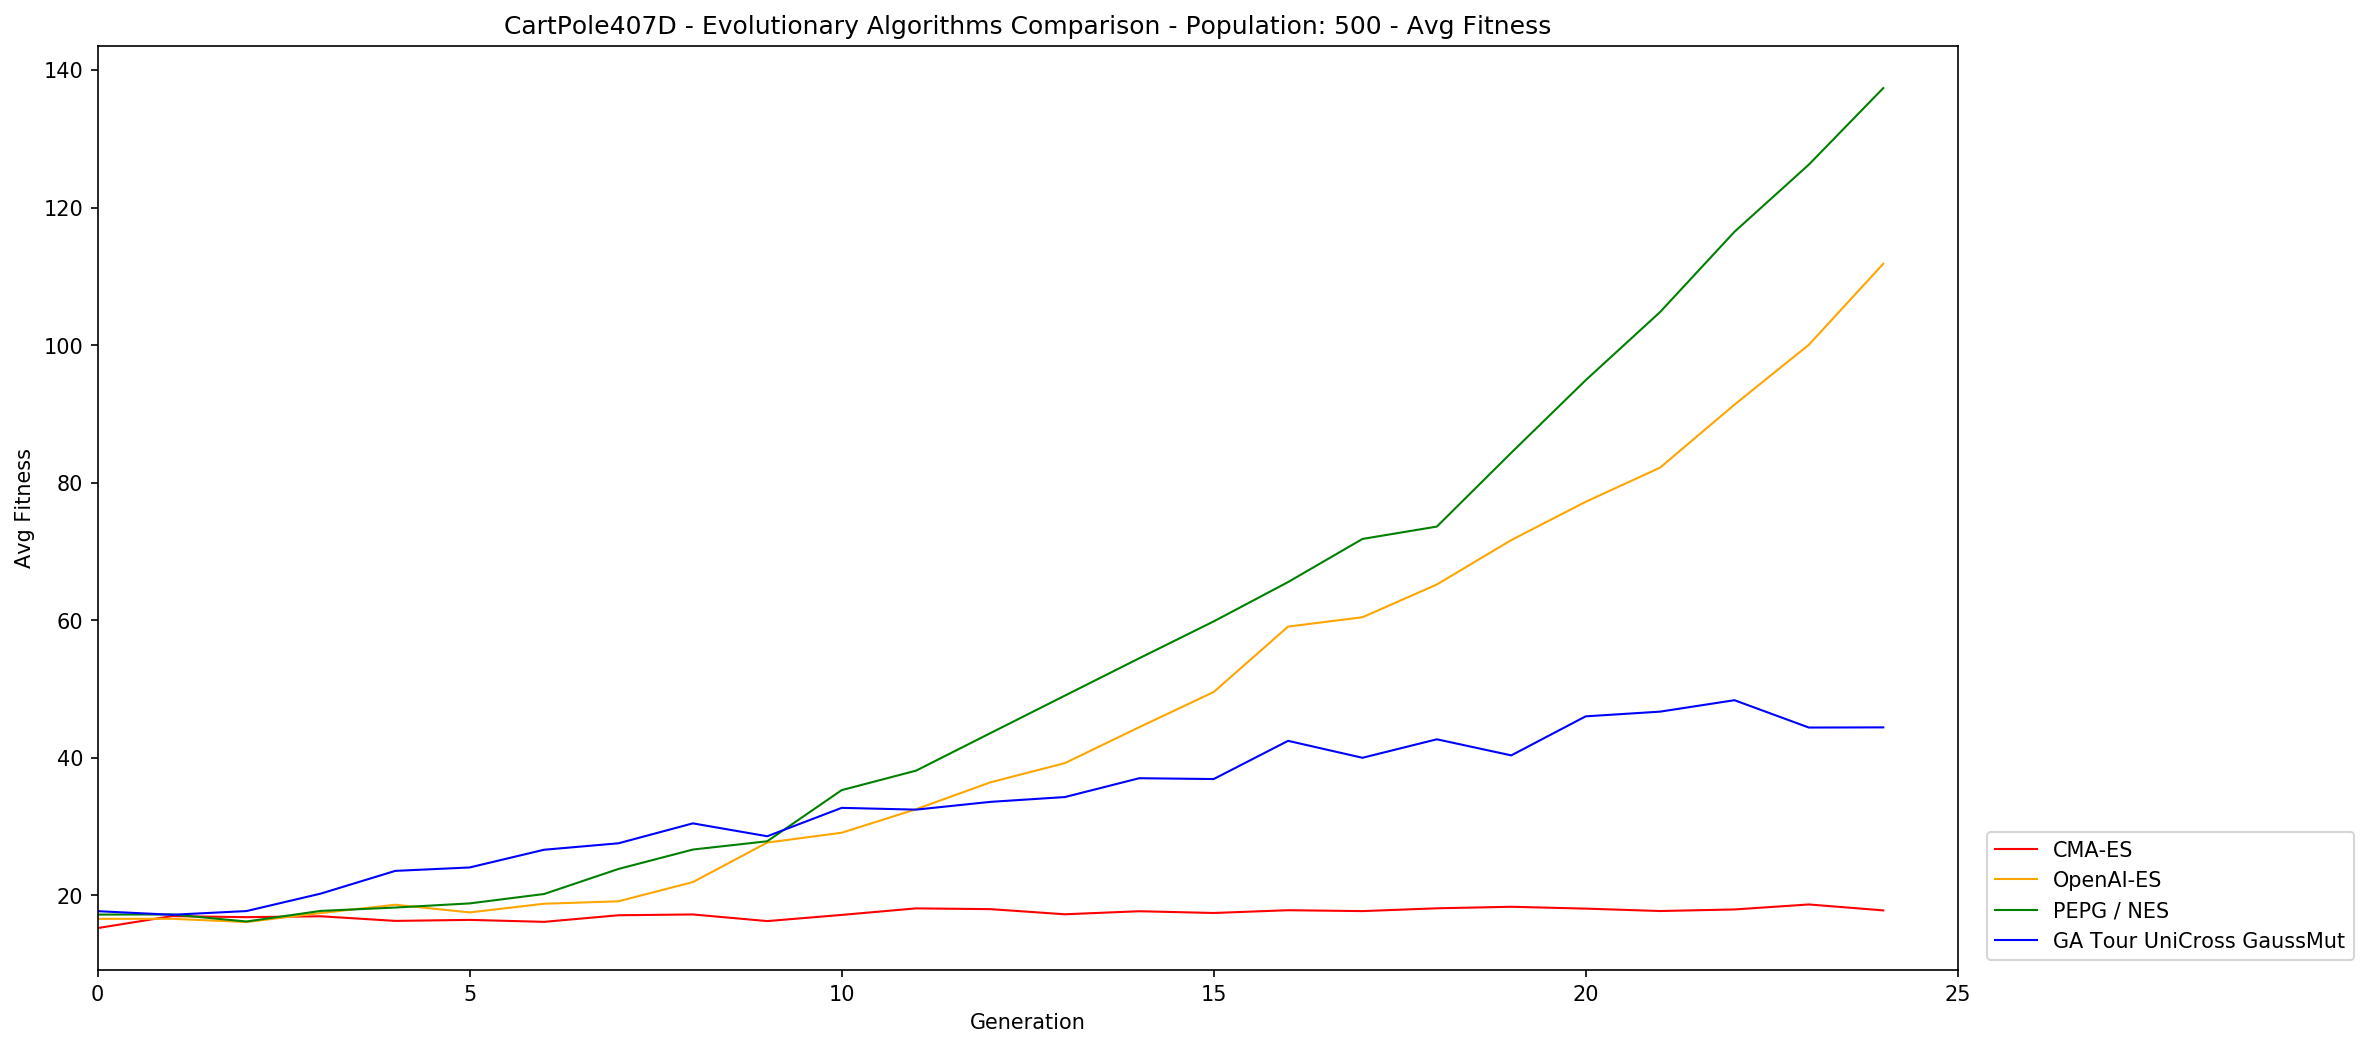 CartPole407D - Evolutionary Algorithms Comparison - Population: 500 - Avg Fitness
140
120
100
80
60
40
20
Avg Fitness
0
5
10
15
20
25
Generation
CMA-ES
OpenAI-ES
PEPG / NES
GA Tour UniCross GaussMut